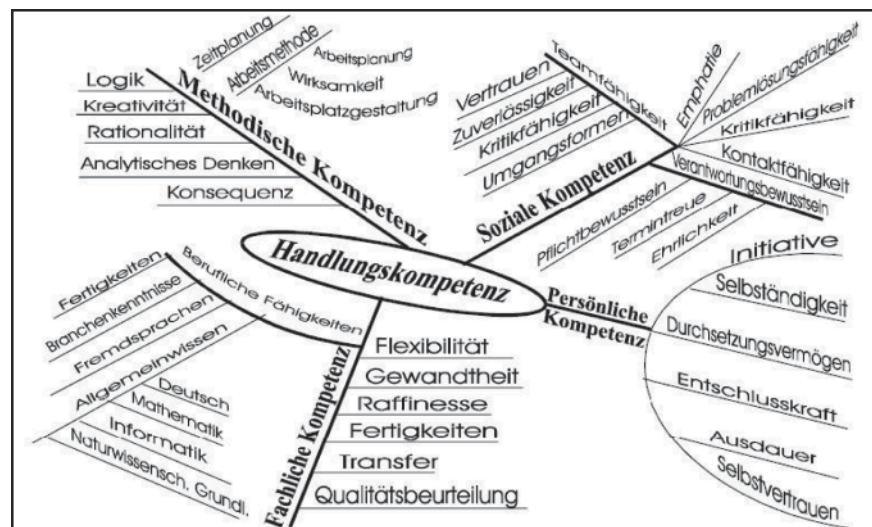 Handlungskompetenz
Methodische Kompetenz
Zeitplanung
Arbeitsmethode
Arbeitsplanung
Wirksamkeit
Arbeitsplatzgestaltung
Logik
Kreativität
Rationalität
Analytisches Denken
Konsequenz
Soziale Kompetenz
Teamfähigkeit
Vertrauen
Zuverlässigkeit
Kritikfähigkeit
Umgangsformen
Emphatie
Problemlösungsfähigkeit
Kritikfähigkeit
Kontaktfähigkeit
Verantwortungsbewusstsein
Pflichtbewusstsein
Termintreue
Ehrlichkeit
Persönliche
Kompetenz
Initiative
Selbständigkeit
Durchsetzungsvermögen
Entschlusskraft
Ausdauer
Selbstvertrauen
Fachliche Kompetenz
Berufliche Fähigkeiten
Fertigkeiten
Branchenkenntnisse
Fremdsprachen
Allgemeinwissen
Deutsch
Mathematik
Informatik
Naturwissensch. Grundl.
Flexibilität
Gewandtheit
Raffinesse
Fertigkeiten
Transfer
Qualitätsbeurteilung